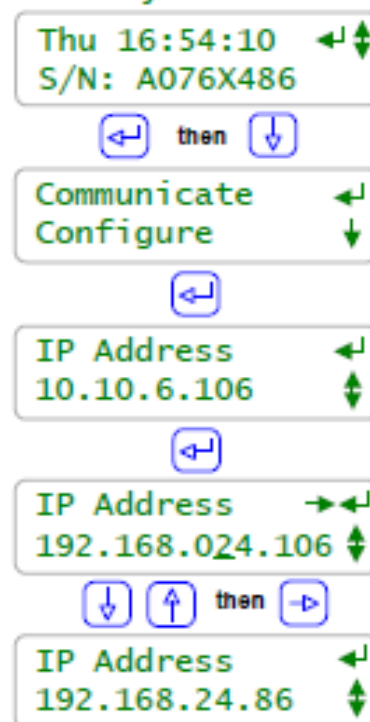 Thu 16:54:10
S/N: A076X486
then
Communicate
Configure
IP Address
10.10.6.106
IP Address
192.168.024.106
then
IP Address
192.168.24.86